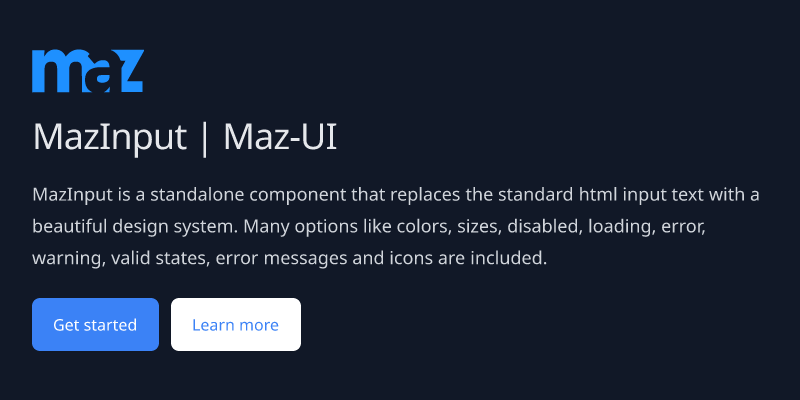 maz
MazInput | Maz-UI
MazInput is a standalone component that replaces the standard html input text with a
beautiful design system. Many options like colors, sizes, disabled, loading, error,
warning, valid states, error messages and icons are included.
Get started
Learn more